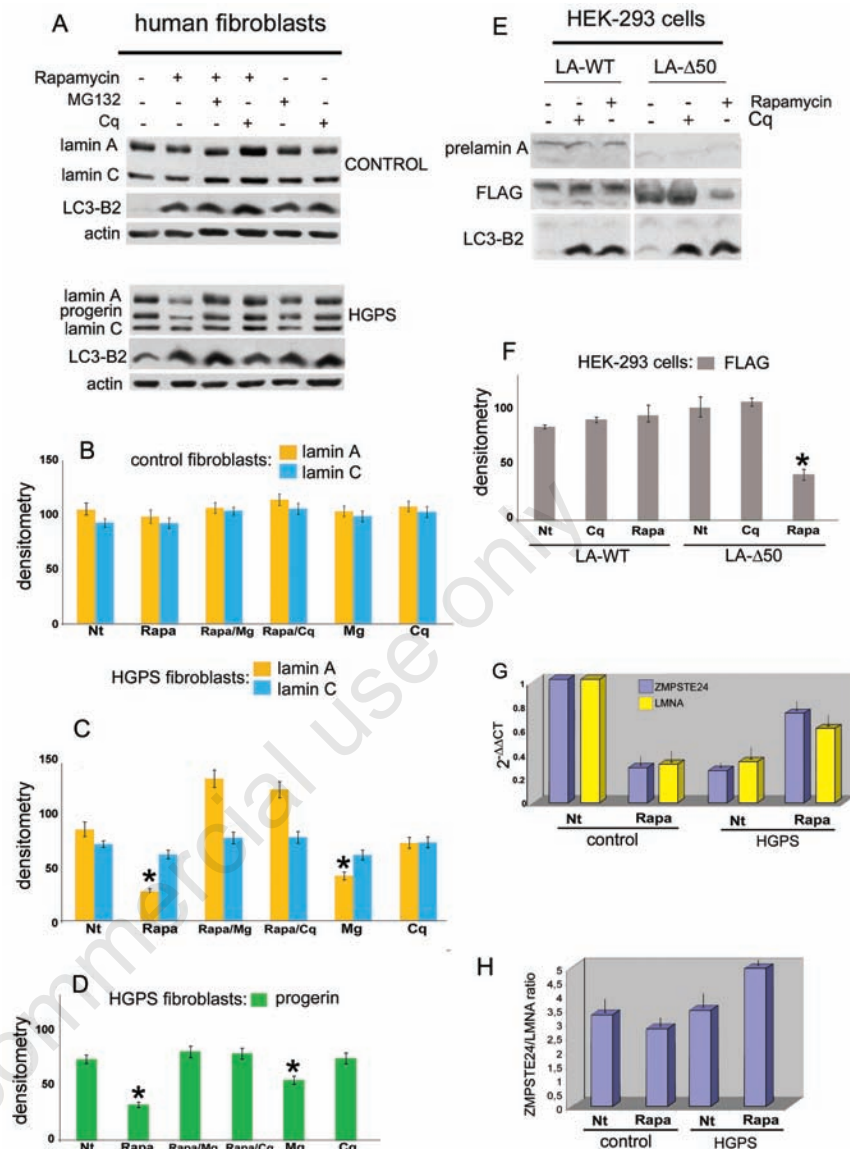 A
human fibroblasts
Rapamycin - + + + - -
MG132 - - + - + -
Cq - - - + - +
lamin A
lamin C
CONTROL
LC3-B2
actin
lamin A
progerin
lamin C
HGPS
LC3-B2
actin
B
control fibroblasts: lamin A
lamin C
densitometry
150
100
50
0
Nt Rapa Rapa/Mg Rapa/Cq Mg Cq
HGPS fibroblasts: lamin A
lamin C
C
densitometry
150
100
50
0
* *
Nt Rapa Rapa/Mg Rapa/Cq Mg Cq
D
HGPS fibroblasts: progerin
densitometry
100
50
0
* *
Nt Rapa Rapa/Mg Rapa/Cq Mg Cq
E
HEK-293 cells
LA-WT LA-Δ50
- - + - - + Rapamycin
- + - - + - Cq
prelamin A
FLAG
LC3-B2
F
HEK-293 cells: FLAG
densitometry
100
50
0
*
Nt Cq Rapa Nt Cq Rapa
LA-WT LA-Δ50
G
ZMPSTE24
LMNA
2^-ΔΔCT
1
0.8
0.6
0.4
0.2
0
Nt Rapa Nt Rapa
control HGPS
H
ZMPSTE24/LMNA ratio
5
4,5
4
3,5
3
2,5
2
1,5
1
0,5
0
Nt Rapa Nt Rapa
control HGPS
ommercial use only